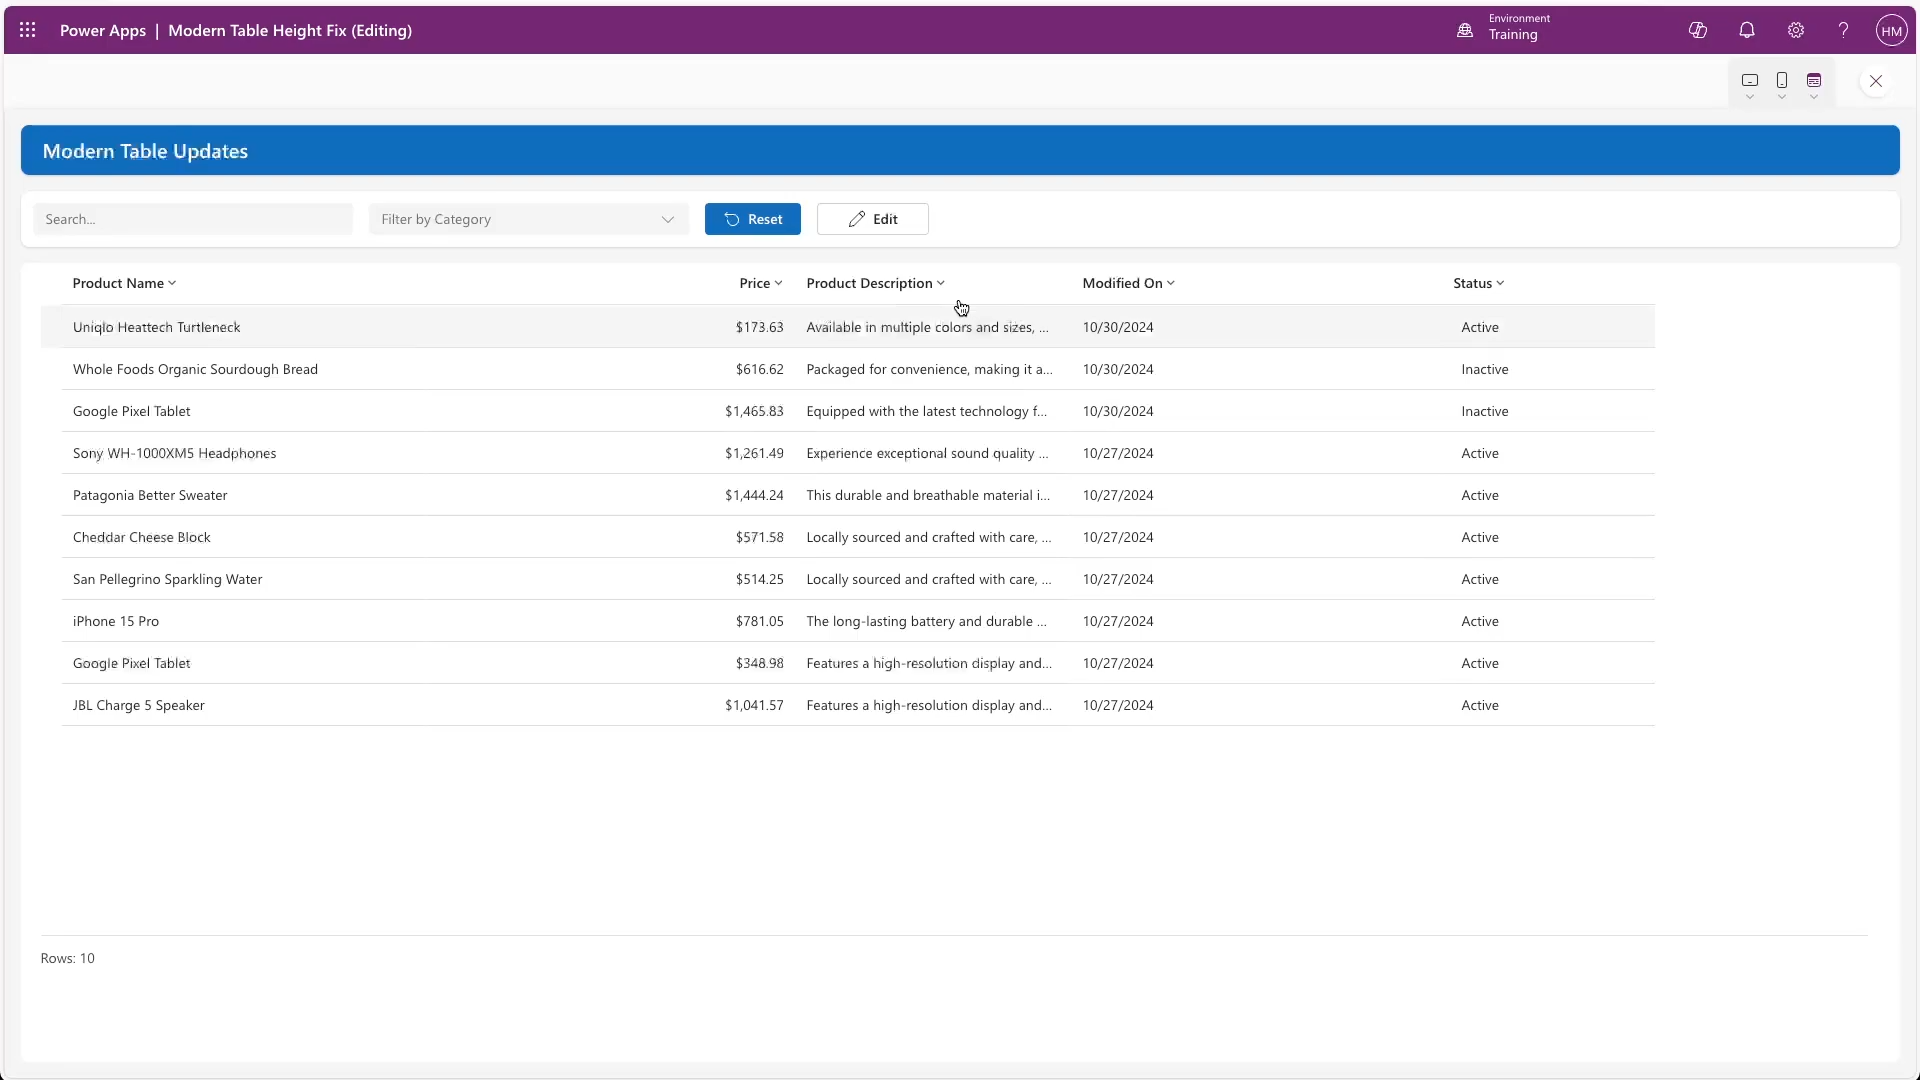 Power Apps | Modern Table Height Fix (Editing)
Environment
Training
HM
Modern Table Updates
Search...
Filter by Category
Reset
Edit
Product Name Price Product Description Modified On Status
Uniqlo Heattech Turtleneck $173.63 Available in multiple colors and sizes, ... 10/30/2024 Active
Whole Foods Organic Sourdough Bread $616.62 Packaged for convenience, making it a... 10/30/2024 Inactive
Google Pixel Tablet $1,465.83 Equipped with the latest technology f... 10/30/2024 Inactive
Sony WH-1000XM5 Headphones $1,261.49 Experience exceptional sound quality ... 10/27/2024 Active
Patagonia Better Sweater $1,444.24 This durable and breathable material i... 10/27/2024 Active
Cheddar Cheese Block $571.58 Locally sourced and crafted with care, ... 10/27/2024 Active
San Pellegrino Sparkling Water $514.25 Locally sourced and crafted with care, ... 10/27/2024 Active
iPhone 15 Pro $781.05 The long-lasting battery and durable ... 10/27/2024 Active
Google Pixel Tablet $348.98 Features a high-resolution display and... 10/27/2024 Active
JBL Charge 5 Speaker $1,041.57 Features a high-resolution display and... 10/27/2024 Active
Rows: 10